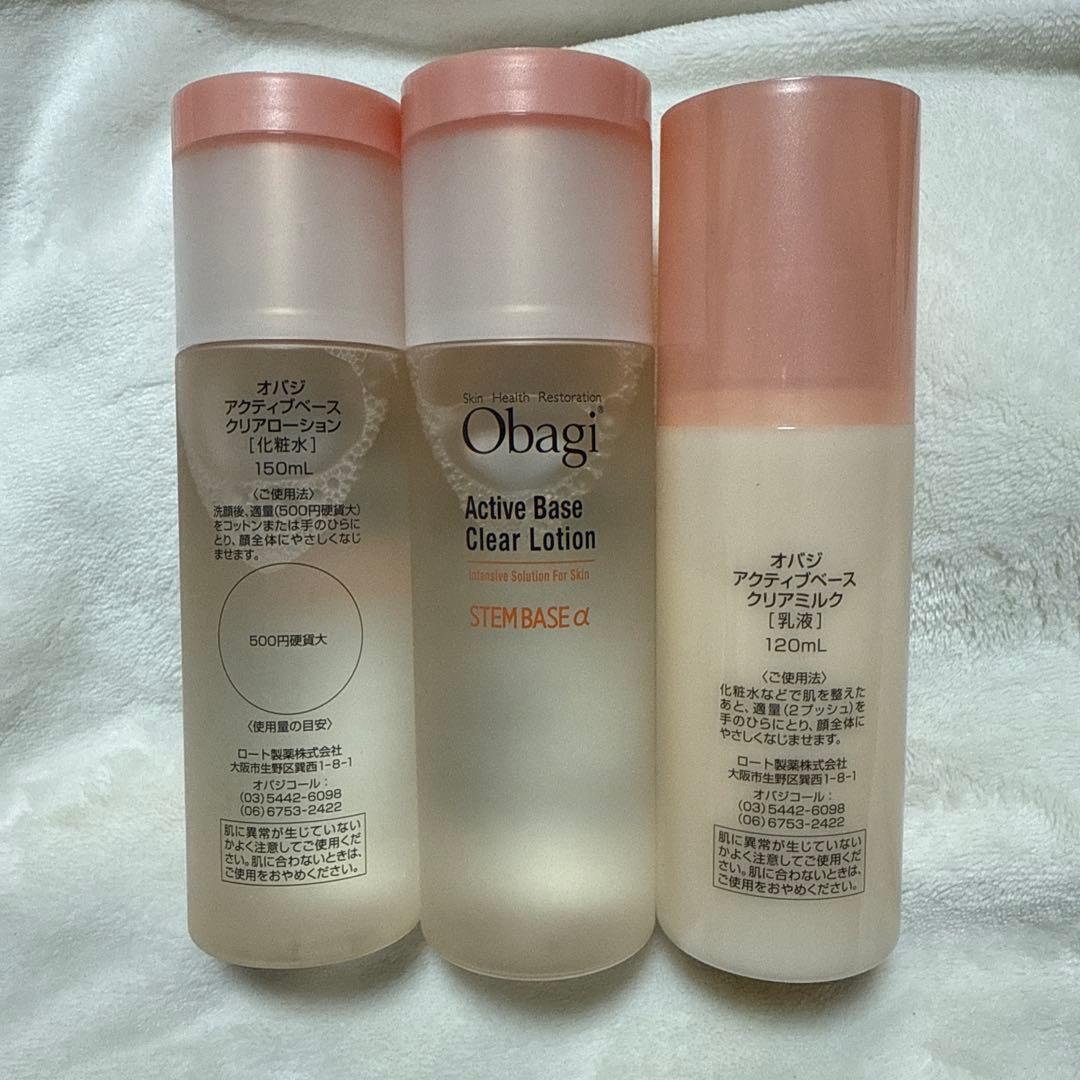 オバジ
アクティブベース
クリアローション
[化粧水]
150mL
〈ご使用法〉
洗顔後、適量(500円硬貨大)
をコットンまたは手のひらに
とり、顔全体にやさしくなじ
ませます。
500円硬貨大
〈使用量の目安〉
ロート製薬株式会社
大阪市生野区巽西1-8-1
オバジコール:
(03)5442-6098
(06)6753-2422
肌に異常が生じていない
かよく注意してご使用くだ
さい。肌に合わないときは、
ご使用をおやめください。
Skin Health Restoration
Obagi®
Active Base
Clear Lotion
Intensive Solution For Skin
STEM BASE α
オバジ
アクティブベース
クリアミルク
[乳液]
120mL
〈ご使用法〉
化粧水などで肌を整えた
あと、適量(2プッシュ)を
手のひらにとり、顔全体に
やさしくなじませます。
ロート製薬株式会社
大阪市生野区巽西1-8-1
オバジコール:
(03)5442-6098
(06)6753-2422
肌に異常が生じていない
かよく注意してご使用くだ
さい。肌に合わないときは、
ご使用をおやめください。